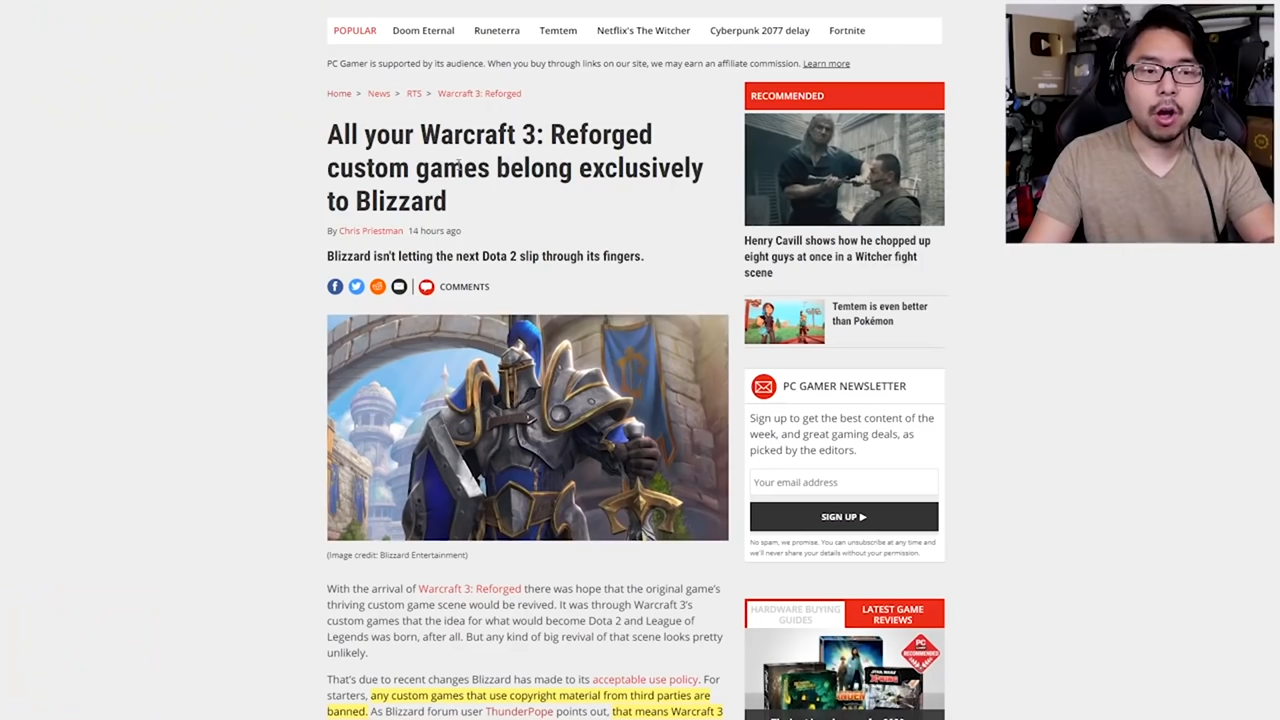 POPULAR Doom Eternal Runeterra Temtem Netflix's The Witcher Cyberpunk 2077 delay Fortnite
PC Gamer is supported by its audience. When you buy through links on our site, we may earn an affiliate commission. Learn more
Home > News > RTS > Warcraft 3: Reforged
All your Warcraft 3: Reforged
custom games belong exclusively
to Blizzard
By Chris Priestman 14 hours ago
Blizzard isn't letting the next Dota 2 slip through its fingers.
COMMENTS
(Image credit: Blizzard Entertainment)
With the arrival of Warcraft 3: Reforged there was hope that the original game's
thriving custom game scene would be revived. It was through Warcraft 3's
custom games that the idea for what would become Dota 2 and League of
Legends was born, after all. But any kind of big revival of that scene looks pretty
unlikely.
That's due to recent changes Blizzard has made to its acceptable use policy. For
starters, any custom games that use copyright material from third parties are
banned. As Blizzard forum user ThunderPope points out, that means Warcraft 3
RECOMMENDED
Henry Cavill shows how he chopped up
eight guys at once in a Witcher fight
scene
Temtem is even better
than Pokémon
PC GAMER NEWSLETTER
Sign up to get the best content of the
week, and great gaming deals, as
picked by the editors.
Your email address
SIGN UP ▶
No spam, we promise. You can unsubscribe at any time and
we'll never share your details without your permission.
HARDWARE BUYING
GUIDES
LATEST GAME
REVIEWS
PC
GAMER
RECOMMENDED
STAR WARS
X-WING